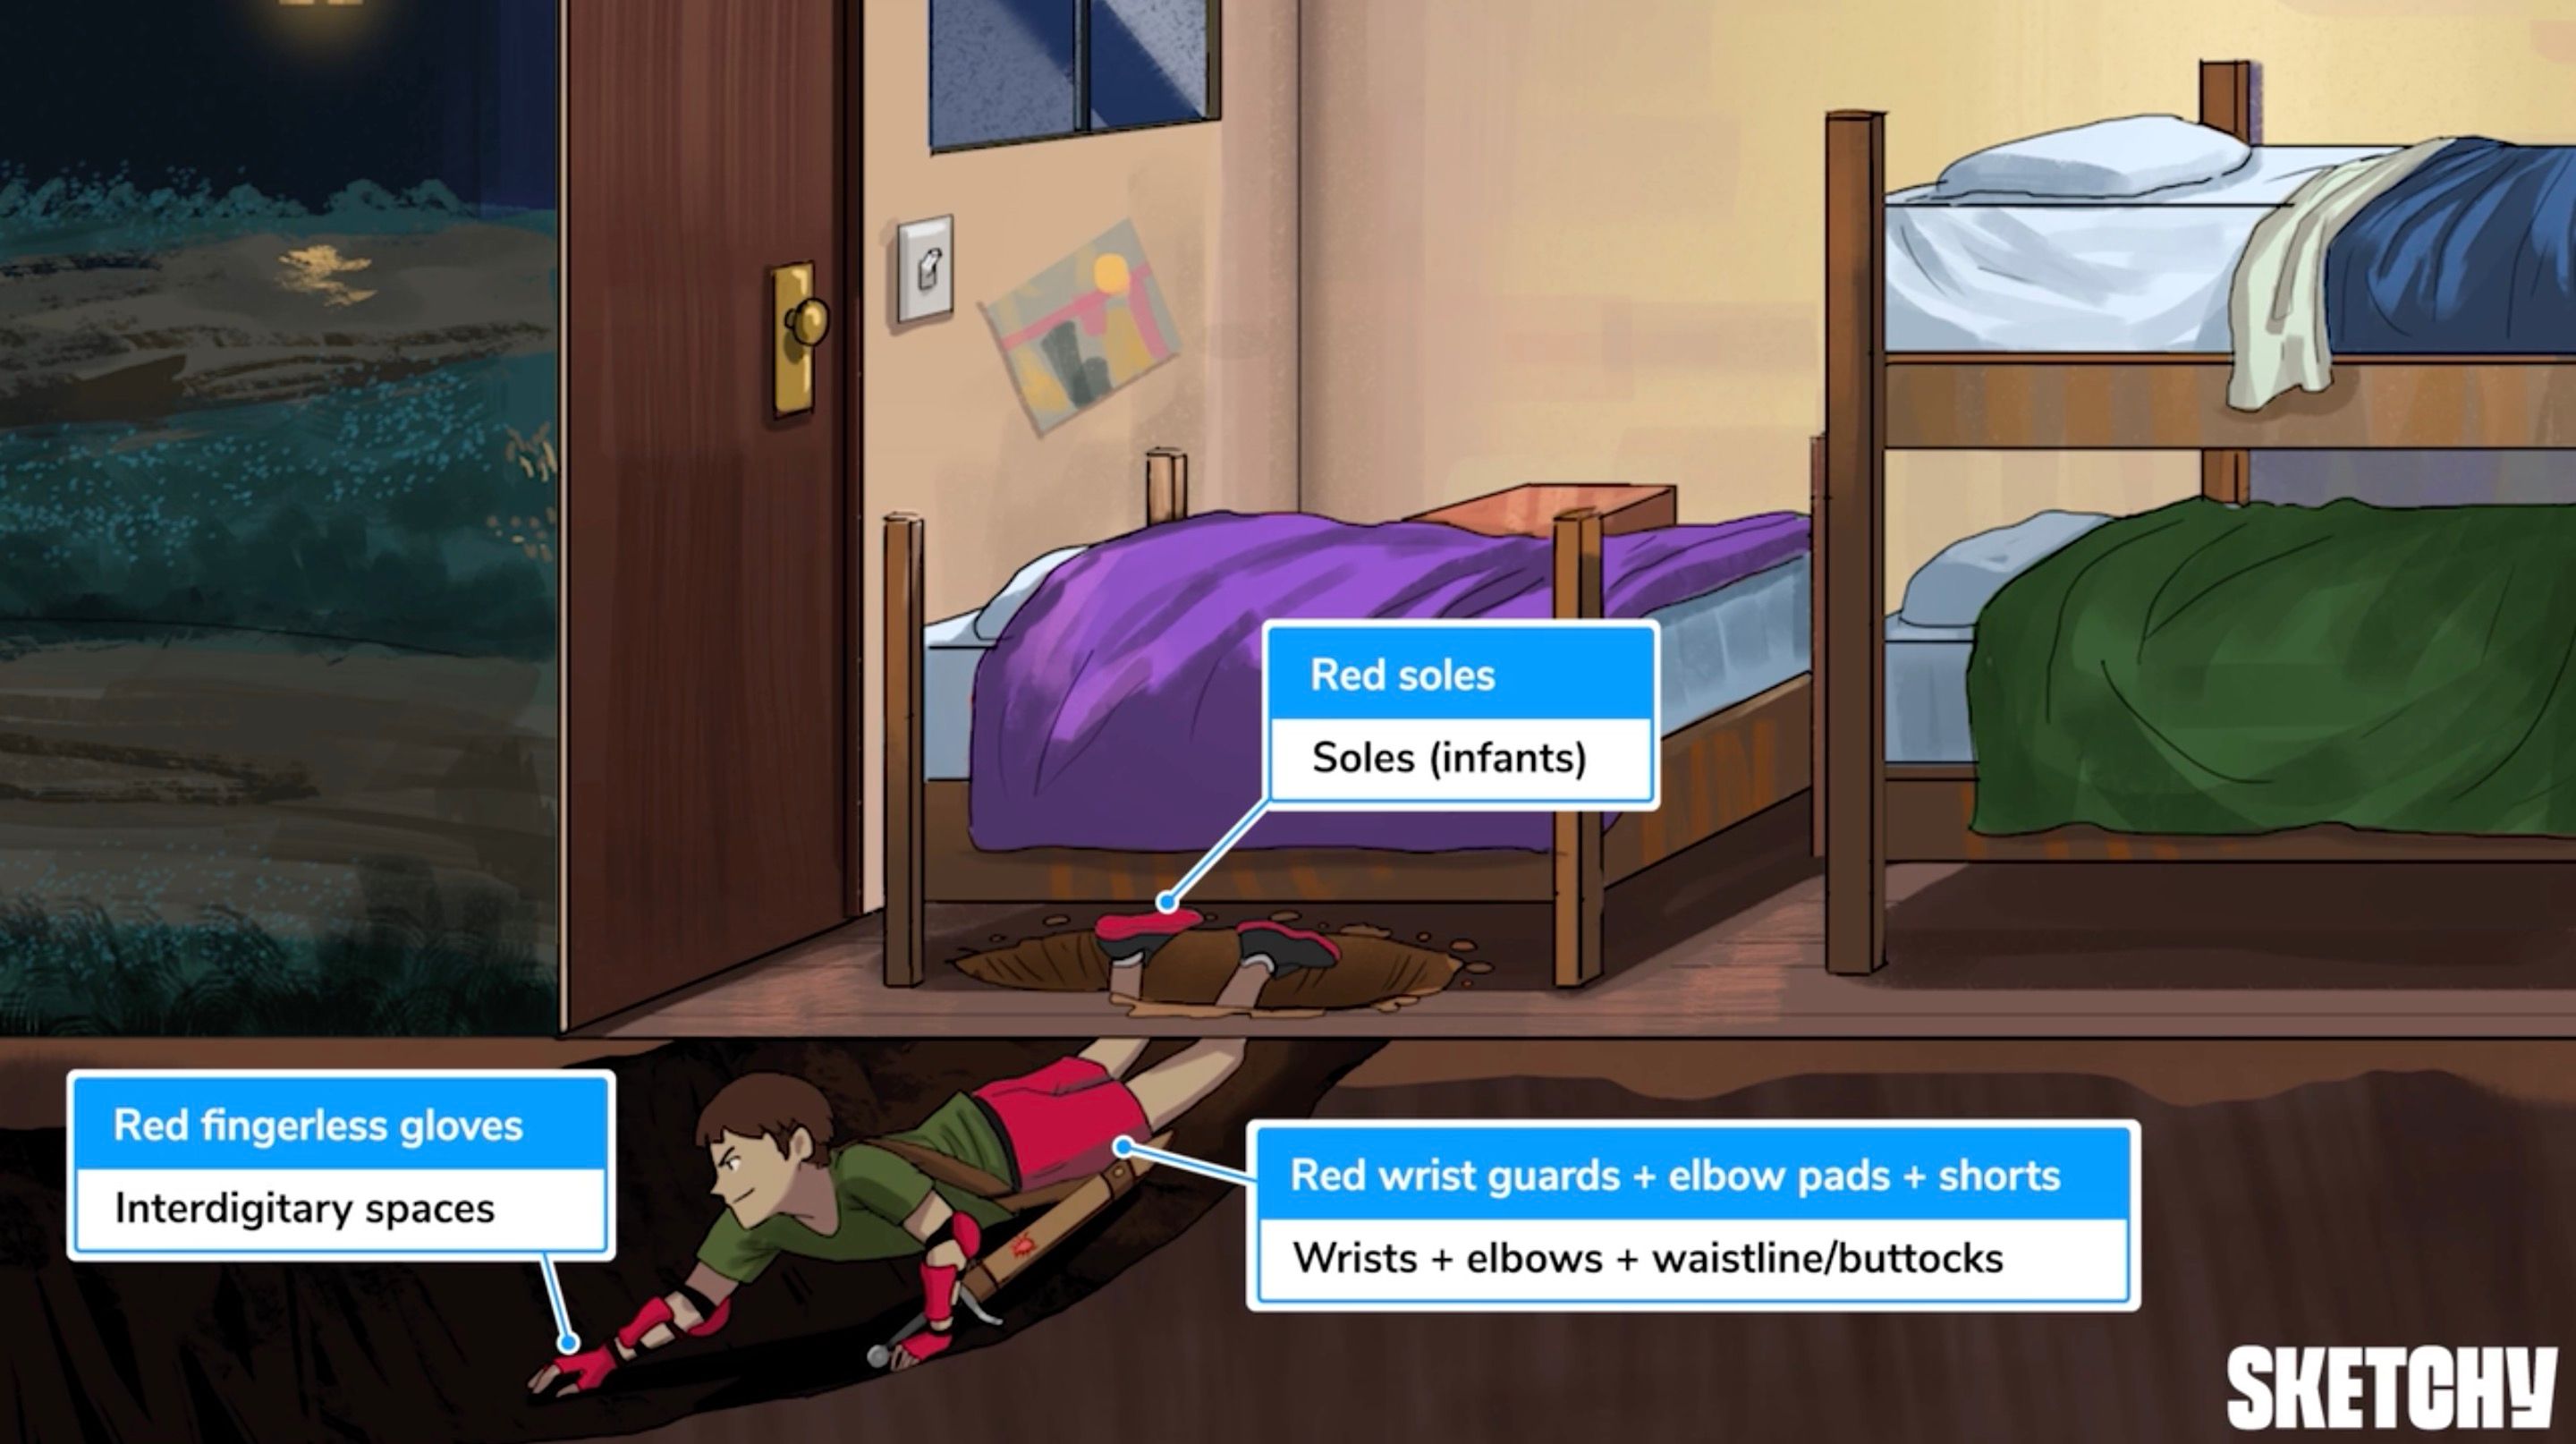 Red soles
Soles (infants)
Red fingerless gloves
Interdigitary spaces
Red wrist guards + elbow pads + shorts
Wrists + elbows + waistline/buttocks
SKETCHY